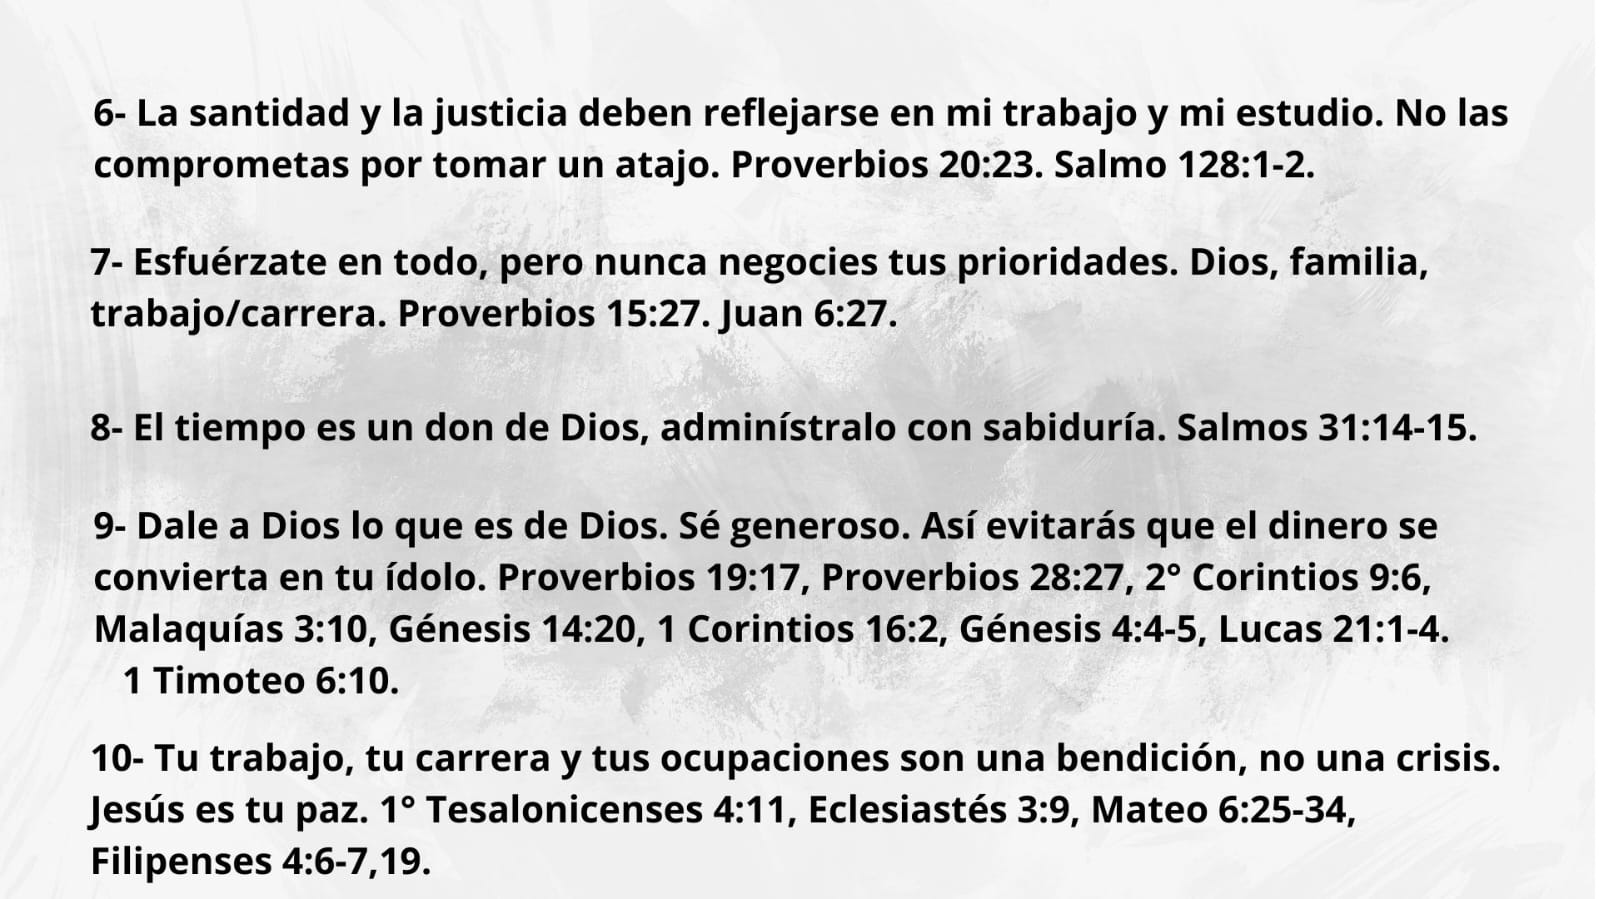 6- La santidad y la justicia deben reflejarse en mi trabajo y mi estudio. No las
comprometas por tomar un atajo. Proverbios 20:23. Salmo 128:1-2.
7- Esfuérzate en todo, pero nunca negocies tus prioridades. Dios, familia,
trabajo/carrera. Proverbios 15:27. Juan 6:27.
8- El tiempo es un don de Dios, adminístralo con sabiduría. Salmos 31:14-15.
9- Dale a Dios lo que es de Dios. Sé generoso. Así evitarás que el dinero se
convierta en tu ídolo. Proverbios 19:17, Proverbios 28:27, 2° Corintios 9:6,
Malaquías 3:10, Génesis 14:20, 1 Corintios 16:2, Génesis 4:4-5, Lucas 21:1-4.
1 Timoteo 6:10.
10- Tu trabajo, tu carrera y tus ocupaciones son una bendición, no una crisis.
Jesús es tu paz. 1° Tesalonicenses 4:11, Eclesiastés 3:9, Mateo 6:25-34,
Filipenses 4:6-7,19.